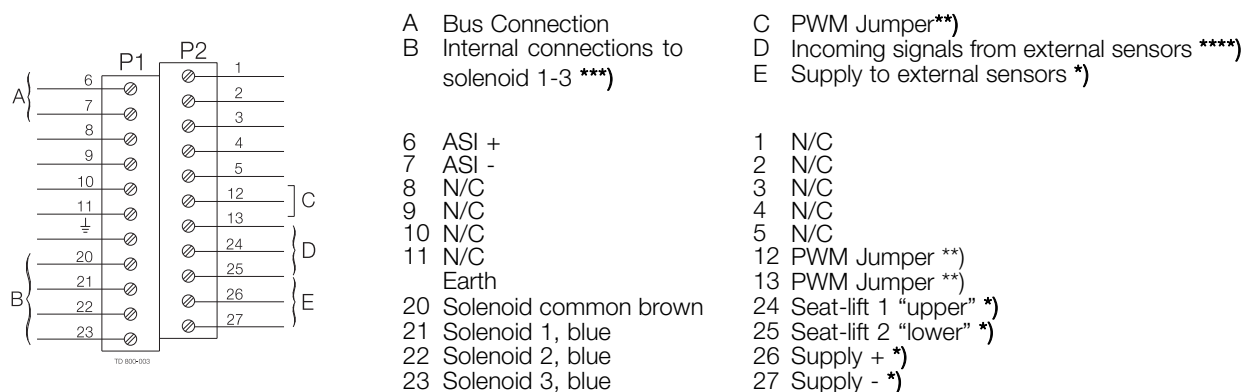 P1
P2
A
6
7
8
9
10
11
B
20
21
22
23
1
2
3
4
5
12
13
24
25
26
27
C
D
E
TD 800-003
A Bus Connection
B Internal connections to
solenoid 1-3 ***)
C PWM Jumper**)
D Incoming signals from external sensors ****)
E Supply to external sensors *)
6 ASI +
7 ASI -
8 N/C
9 N/C
10 N/C
11 N/C
Earth
20 Solenoid common brown
21 Solenoid 1, blue
22 Solenoid 2, blue
23 Solenoid 3, blue
1 N/C
2 N/C
3 N/C
4 N/C
5 N/C
12 PWM Jumper **)
13 PWM Jumper **)
24 Seat-lift 1 “upper” *)
25 Seat-lift 2 “lower” *)
26 Supply + *)
27 Supply - *)